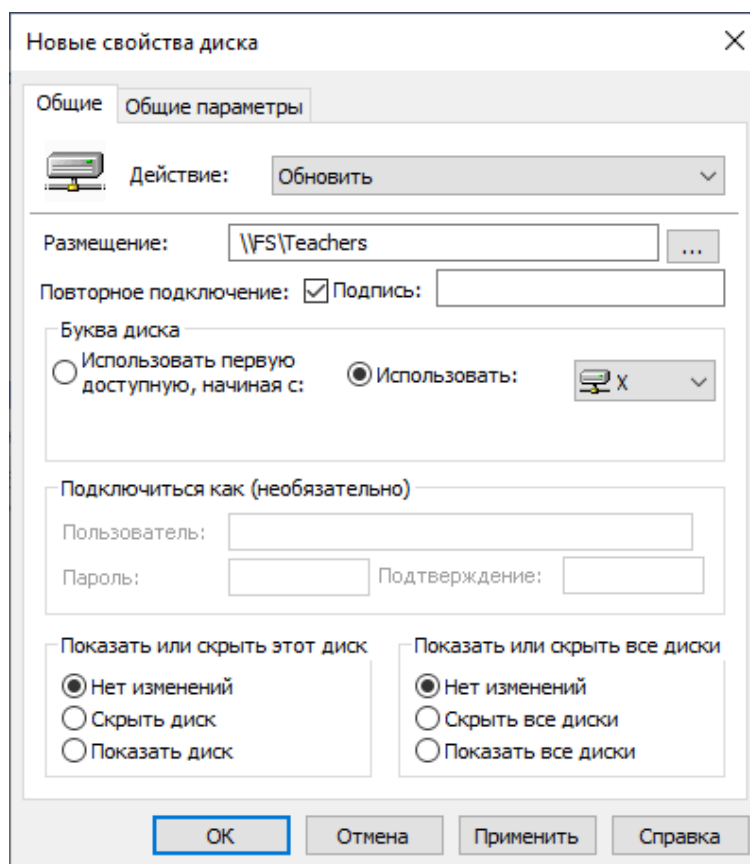 Новые свойства диска
Общие Общие параметры
Действие: Обновить
Размещение: \\FS\Teachers ...
Повторное подключение: Подпись:
Буква диска
Использовать первую доступную, начиная с: Использовать: X
Подключиться как (необязательно)
Пользователь:
Пароль: Подтверждение:
Показать или скрыть этот диск Показать или скрыть все диски
Нет изменений Нет изменений
Скрыть диск Скрыть все диски
Показать диск Показать все диски
ОК Отмена Применить Справка